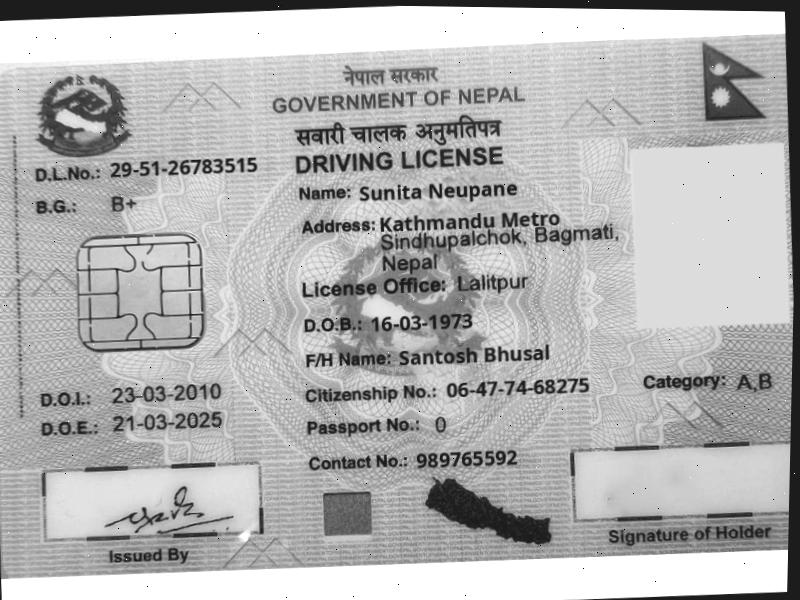 नेपाल सरकार
GOVERNMENT OF NEPAL
सवारी चालक अनुमतिपत्र
DRIVING LICENSE
D.L.No.: 29-51-26783515
B.G.: B+
Name: Sunita Neupane
Address: Kathmandu Metro
Sindhupalchok, Bagmati,
Nepal
License Office: Lalitpur
D.O.B.: 16-03-1973
F/H Name: Santosh Bhusal
Citizenship No.: 06-47-74-68275
Category: A,B
D.O.I.: 23-03-2010
D.O.E.: 21-03-2025
Passport No.: 0
Contact No.: 989765592
Issued By
Signature of Holder